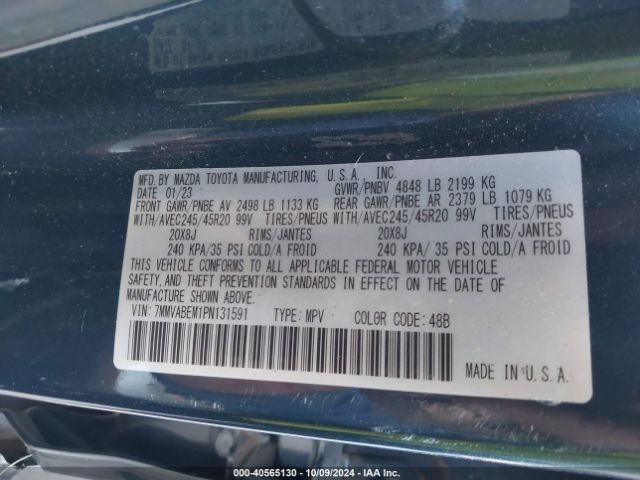 MFD.BY MAZDA TOYOTA MANUFACTURING, U.S.A., INC.
DATE 01/23 GVWR/PNBV 4848 LB 2199 KG
FRONT GAWR/PNBE AV 2498 LB 1133 KG REAR GAWR/PNBE AR 2379 LB 1079 KG
WITH/AVEC245/45R20 99V TIRES/PNEUS WITH/AVEC245/45R20 99V TIRES/PNEUS
20X8J RIMS/JANTES 20X8J RIMS/JANTES
240 KPA/35 PSI COLD/A FROID 240 KPA/ 35 PSI COLD/A FROID
THIS VEHICLE CONFORMS TO ALL APPLICABLE FEDERAL MOTOR VEHICLE
SAFETY, AND THEFT PREVENTION STANDARDS IN EFFECT ON THE DATE OF
MANUFACTURE SHOWN ABOVE.
VIN: 7MMVABEM1PN131591 TYPE: MPV COLOR CODE: 48B
MADE IN U.S.A.
000-40565130 - 10/09/2024 - IAA Inc.